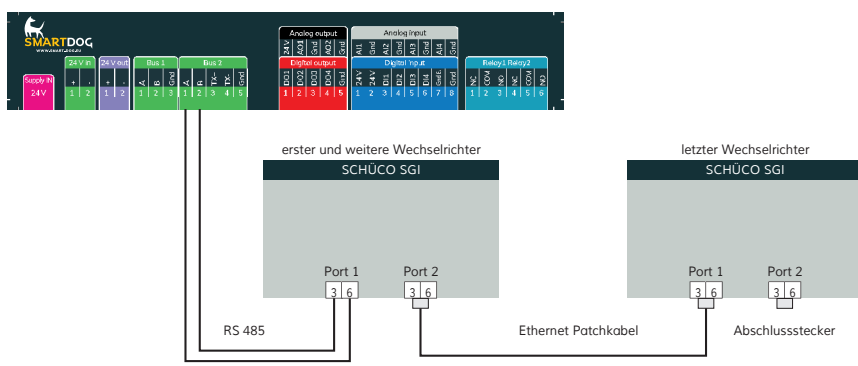 SMARTDOG
WWW.SMART-DOG.EU
Supply IN
24 V
24 V in
+ -
1 2
24 V out
+ -
1 2
Bus 1
A B Gnd
1 2 3
Bus 2
A B TX+ TX- Gnd
1 2 3 4 5
Analog output
24 V AO1 Gnd AO2 Gnd
Digital output
DO1 DO2 DO3 DO4 Gnd
1 2 3 4 5
Analog input
AI1 Gnd AI2 Gnd AI3 Gnd AI4 Gnd
Digital input
24 V 24 V DI1 DI2 DI3 DI4 Gnd
1 2 3 4 5 6 7 8
Relay1 Relay2
NC COM NO NC COM NO
1 2 3 4 5 6
erster und weitere Wechselrichter
SCHÜCO SGI
Port 1 Port 2
3 6 3 6
letzter Wechselrichter
SCHÜCO SGI
Port 1 Port 2
3 6 3 6
RS 485
Ethernet Patchkabel
Abschlussstecker